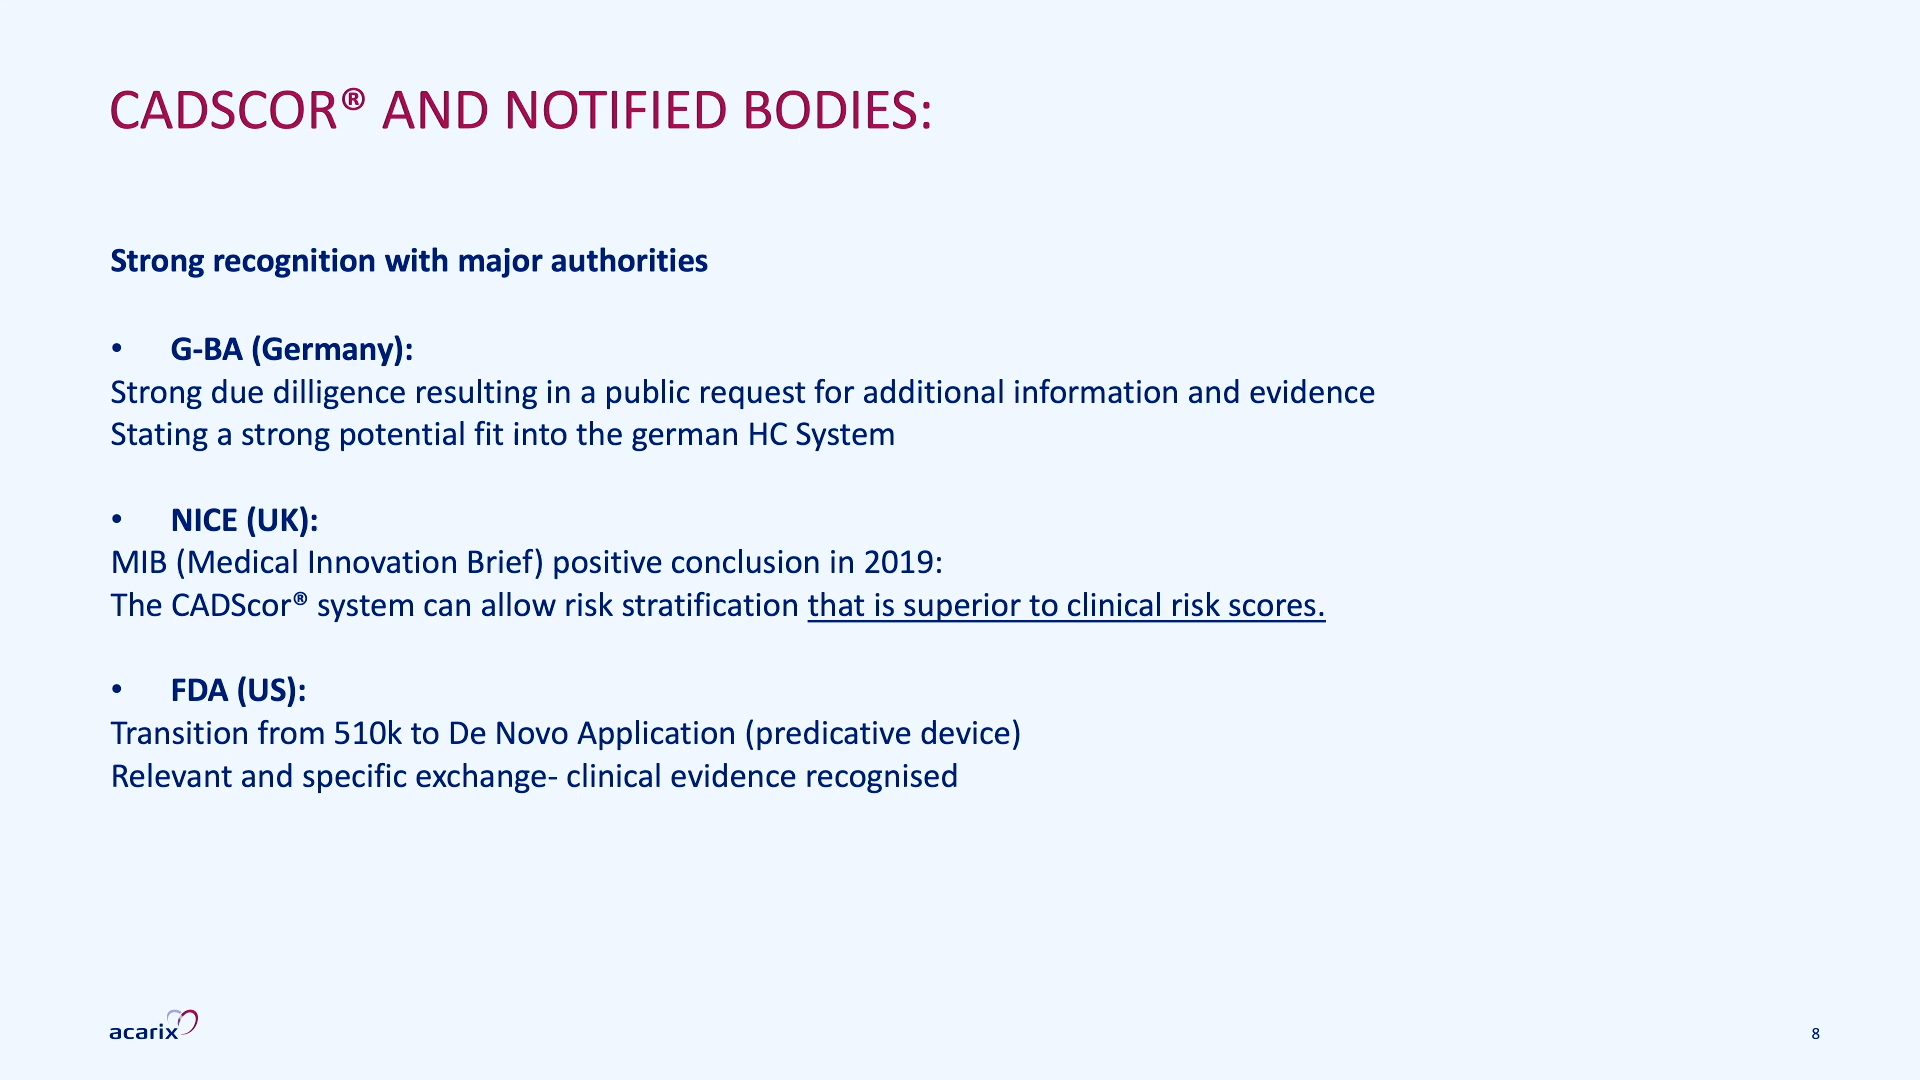 CADSCOR® AND NOTIFIED BODIES:
Strong recognition with major authorities
• G-BA (Germany):
Strong due dilligence resulting in a public request for additional information and evidence
Stating a strong potential fit into the german HC System
• NICE (UK):
MIB (Medical Innovation Brief) positive conclusion in 2019:
The CADScor® system can allow risk stratification that is superior to clinical risk scores.
• FDA (US):
Transition from 510k to De Novo Application (predicative device)
Relevant and specific exchange- clinical evidence recognised
acarix
8